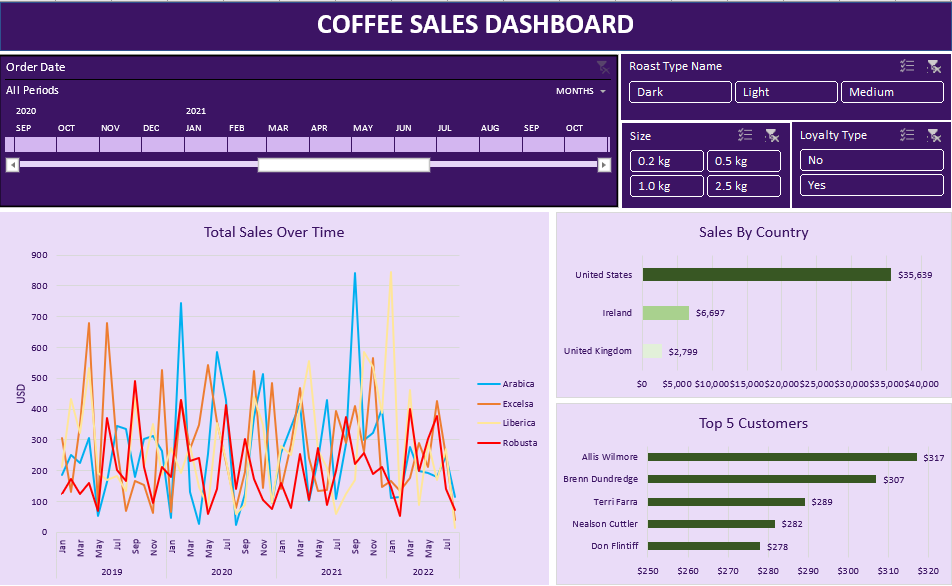 COFFEE SALES DASHBOARD
Order Date
All Periods
MONTHS
2020 2021
SEP OCT NOV DEC JAN FEB MAR APR MAY JUN JUL AUG SEP OCT
Roast Type Name
Dark Light Medium
Size
0.2 kg 0.5 kg
1.0 kg 2.5 kg
Loyalty Type
No
Yes
Total Sales Over Time
900
800
700
600
500
400
300
200
100
0
USD
Jan Mar May Jul Sep Nov Jan Mar May Jul Sep Nov Jan Mar May Jul Sep Nov Jan Mar May Jul
2019 2020 2021 2022
Arabica
Excelsa
Liberica
Robusta
Sales By Country
United States $35,639
Ireland $6,697
United Kingdom $2,799
$0 $5,000 $10,000 $15,000 $20,000 $25,000 $30,000 $35,000 $40,000
Top 5 Customers
Allis Wilmore $317
Brenn Dundredge $307
Terri Farra $289
Nealson Cuttler $282
Don Flintiff $278
$250 $260 $270 $280 $290 $300 $310 $320